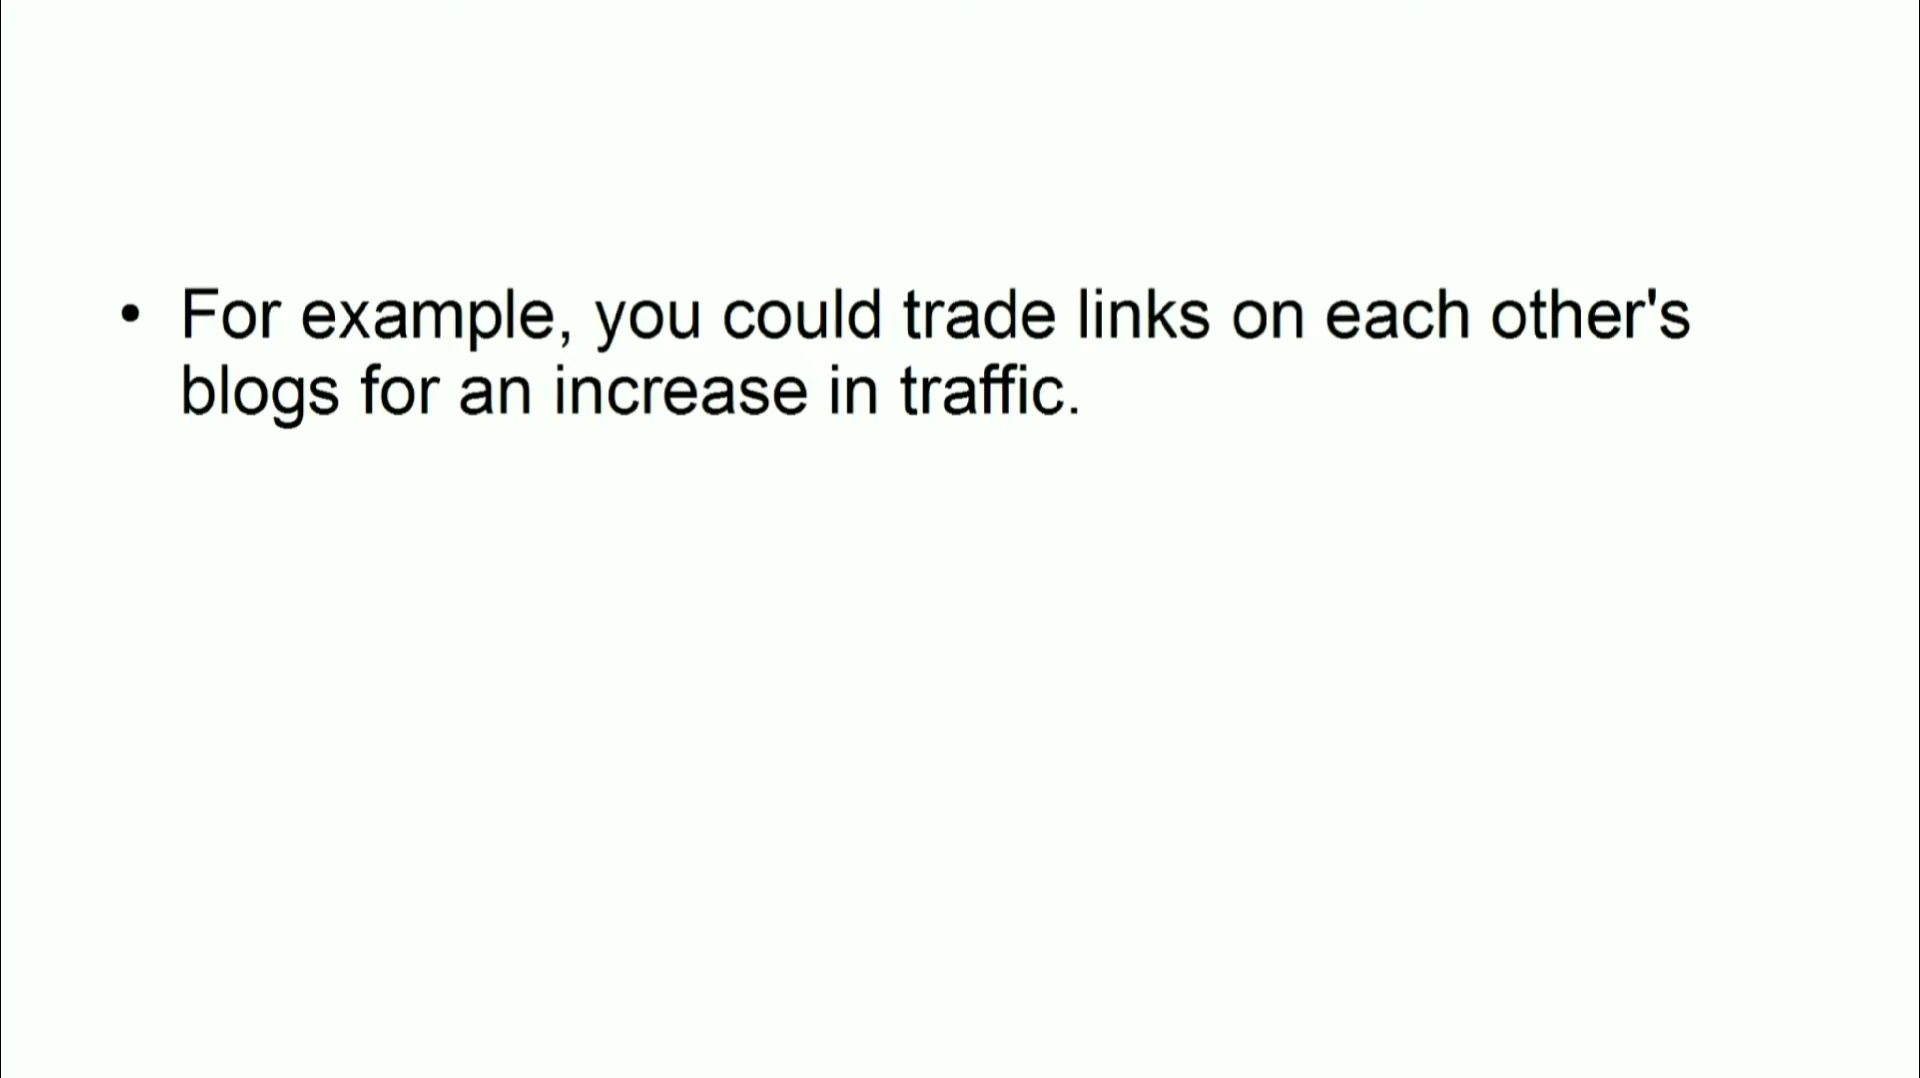 • For example, you could trade links on each other's
blogs for an increase in traffic.